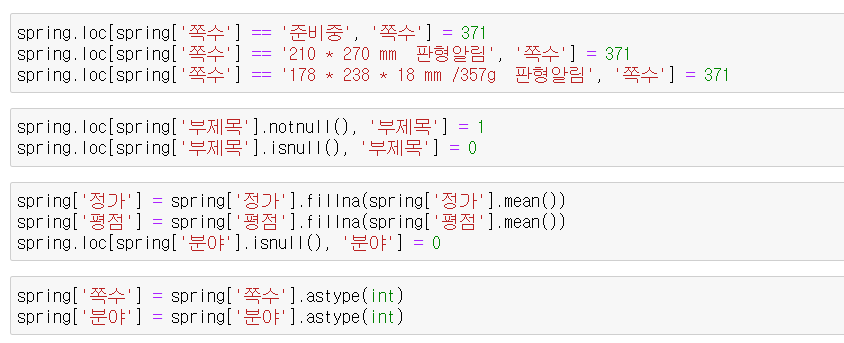 spring.loc[spring['쪽수'] == '준비중', '쪽수'] = 371
spring.loc[spring['쪽수'] == '210 * 270 mm  판형알림', '쪽수'] = 371
spring.loc[spring['쪽수'] == '178 * 238 * 18 mm /357g  판형알림', '쪽수'] = 371
spring.loc[spring['부제목'].notnull(), '부제목'] = 1
spring.loc[spring['부제목'].isnull(), '부제목'] = 0
spring['정가'] = spring['정가'].fillna(spring['정가'].mean())
spring['평점'] = spring['평점'].fillna(spring['평점'].mean())
spring.loc[spring['분야'].isnull(), '분야'] = 0
spring['쪽수'] = spring['쪽수'].astype(int)
spring['분야'] = spring['분야'].astype(int)